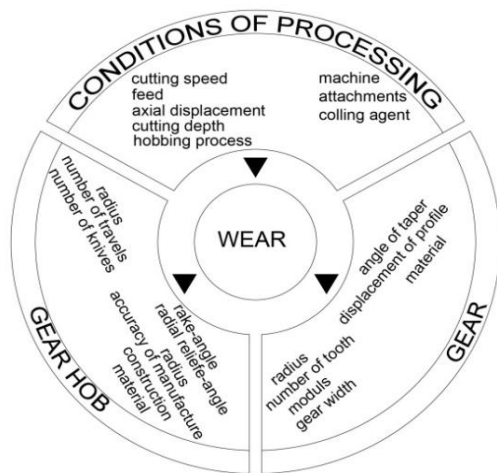 CONDITIONS OF PROCESSING
cutting speed
feed
axial displacement
cutting depth
hobbing process
machine
attachments
colling agent
radius
number of travels
number of knives
WEAR
angle of taper
displacement of profile
material
GEAR HOB
rake-angle
radial reliefe-angle
radius
accuracy of manufacture
construction
material
radius
number of tooth
moduls
gear width
GEAR